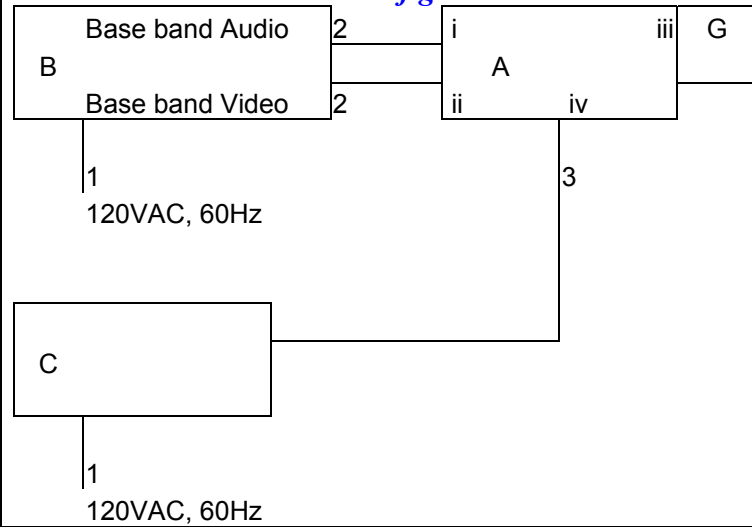 Base band Audio 2 i iii G
B A
Base band Video 2 ii iv
1 3
120VAC, 60Hz
C
1
120VAC, 60Hz